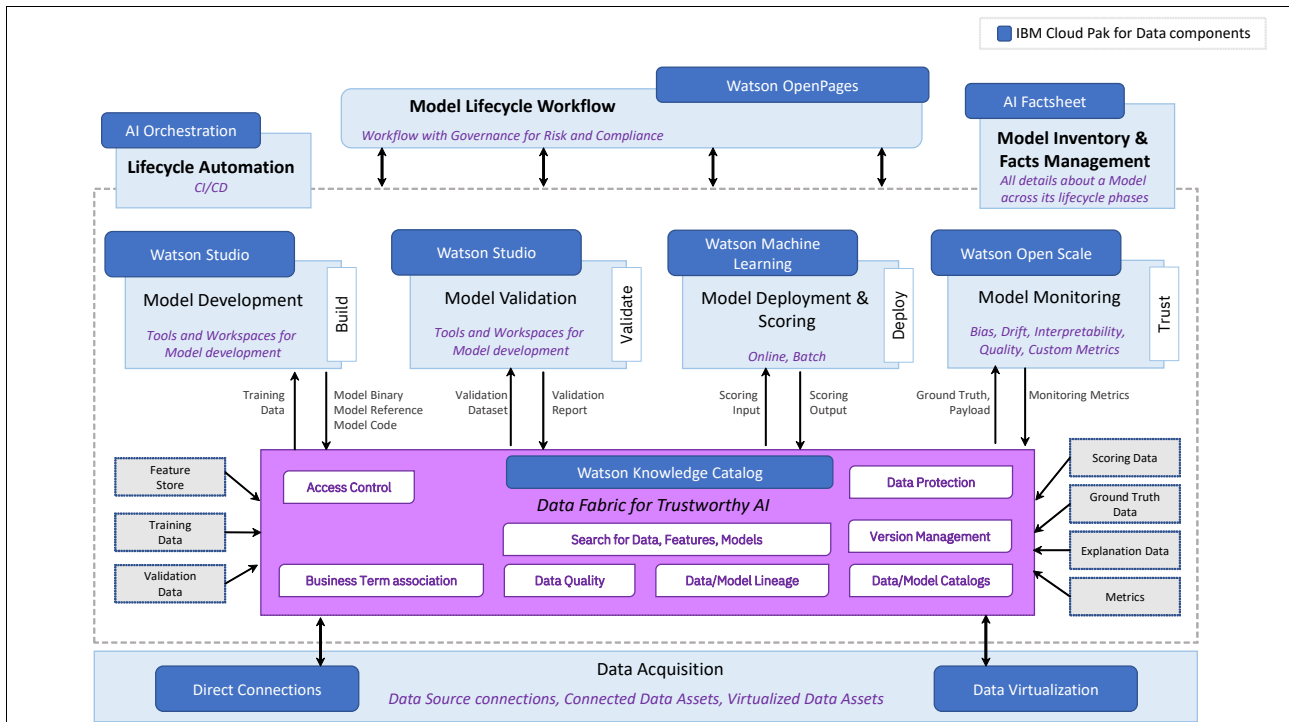 IBM Cloud Pak for Data components
Watson OpenPages
Model Lifecycle Workflow
Workflow with Governance for Risk and Compliance
AI Factsheet
Model Inventory &
Facts Management
All details about a Model
across its lifecycle phases
AI Orchestration
Lifecycle Automation
CI/CD
Watson Studio
Model Development
Tools and Workspaces for
Model development
Build
Watson Studio
Model Validation
Tools and Workspaces for
Model development
Validate
Watson Machine
Learning
Model Deployment &
Scoring
Online, Batch
Deploy
Watson Open Scale
Model Monitoring
Bias, Drift, Interpretability,
Quality, Custom Metrics
Trust
Training
Data
Model Binary
Model Reference
Model Code
Validation
Dataset
Validation
Report
Scoring
Input
Scoring
Output
Ground Truth,
Payload
Monitoring Metrics
Feature
Store
Training
Data
Validation
Data
Watson Knowledge Catalog
Data Fabric for Trustworthy AI
Access Control
Data Protection
Search for Data, Features, Models
Version Management
Business Term association
Data Quality
Data/Model Lineage
Data/Model Catalogs
Scoring Data
Ground Truth
Data
Explanation Data
Metrics
Data Acquisition
Direct Connections
Data Source connections, Connected Data Assets, Virtualized Data Assets
Data Virtualization